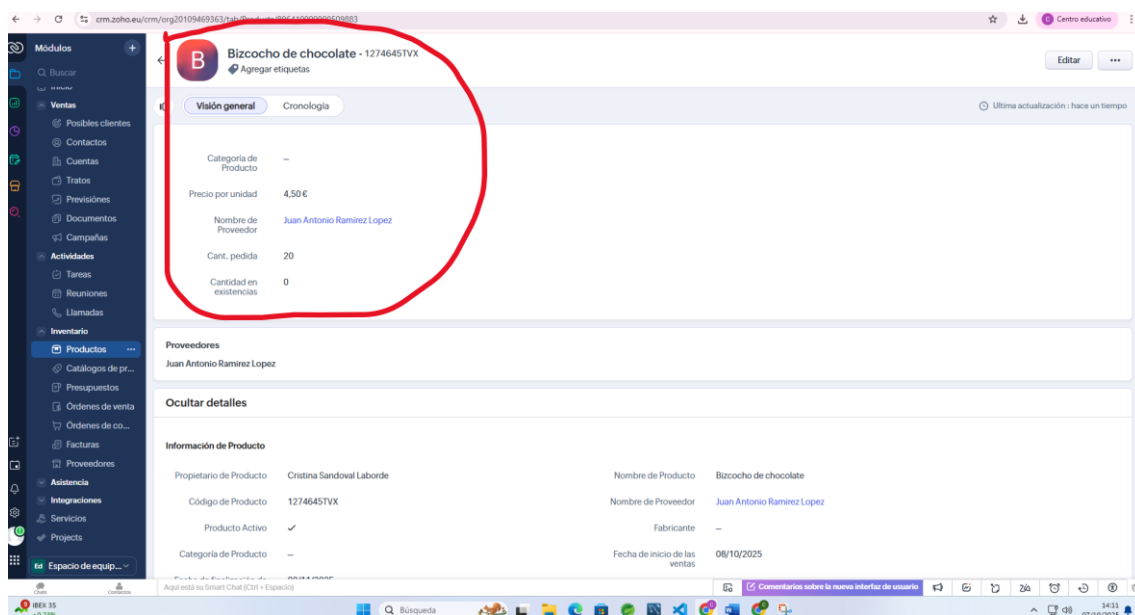 crm.zoho.eu/crm/org20109469363/tab/Products/
Centro educativo
Módulos
Buscar
Inicio
Ventas
Posibles clientes
Contactos
Cuentas
Tratos
Previsiónes
Documentos
Campañas
Actividades
Tareas
Reuniones
Llamadas
Inventario
Productos
Catálogos de pr...
Presupuestos
Órdenes de venta
Órdenes de co...
Facturas
Proveedores
Asistencia
Integraciones
Servicios
Projects
Ed Espacio de equip...
B
Bizcocho de chocolate - 1274645TVX
Agregar etiquetas
Editar
Visión general Cronología
Ultima actualización : hace un tiempo
Categoría de Producto –
Precio por unidad 4,50 €
Nombre de Proveedor Juan Antonio Ramirez Lopez
Cant. pedida 20
Cantidad en existencias 0
Proveedores
Juan Antonio Ramirez Lopez
Ocultar detalles
Información de Producto
Propietario de Producto Cristina Sandoval Laborde
Nombre de Producto Bizcocho de chocolate
Código de Producto 1274645TVX
Nombre de Proveedor Juan Antonio Ramirez Lopez
Producto Activo
Fabricante –
Categoría de Producto –
Fecha de inicio de las ventas 08/10/2025
Chats
Contactos
Aquí está su Smart Chat (Ctrl + Espacio)
Comentarios sobre la nueva interfaz de usuario
IBEX 35
Búsqueda
14:11